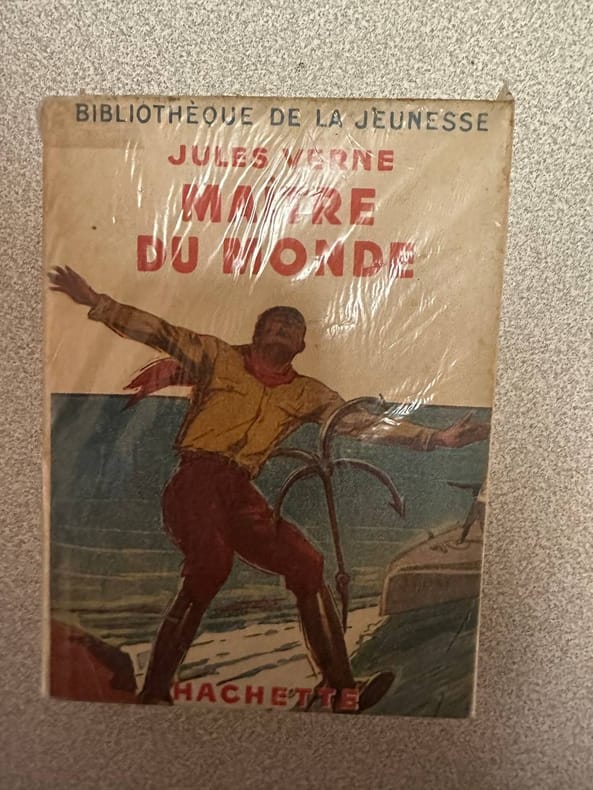 BIBLIOTHÈQUE DE LA JEUNESSE
JULES VERNE
MAÎTRE
DU MONDE
HACHETTE